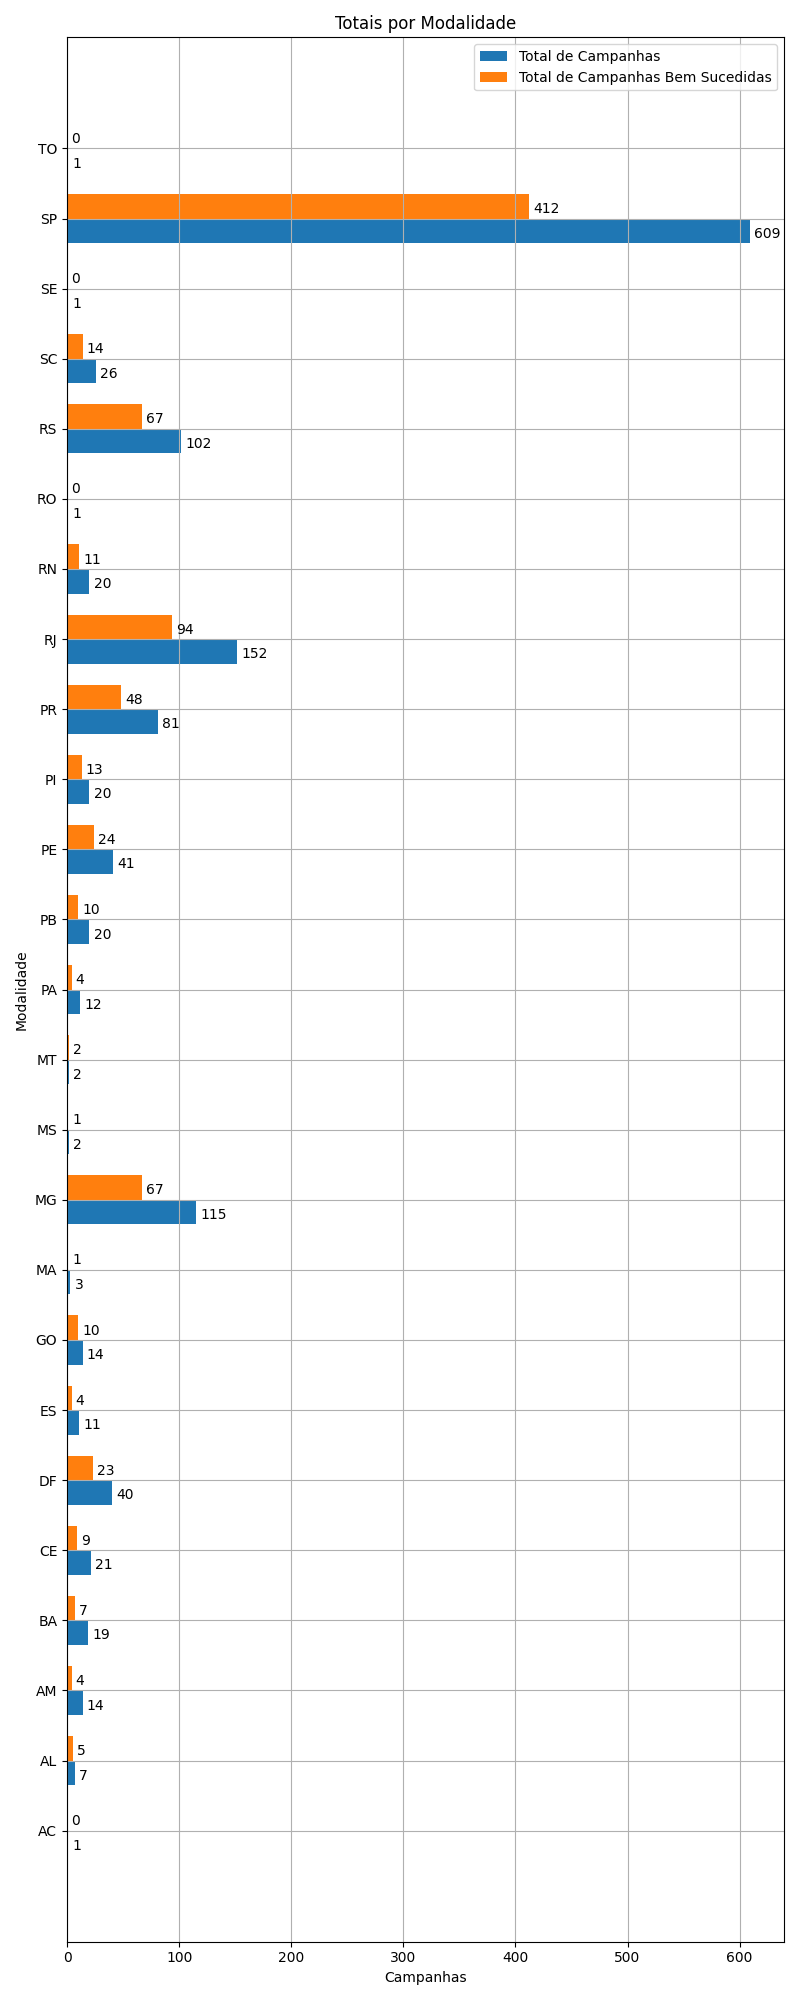 Totais por Modalidade
Total de Campanhas
Total de Campanhas Bem Sucedidas
TO
0
1
SP
412
609
SE
0
1
SC
14
26
RS
67
102
RO
0
1
RN
11
20
RJ
94
152
PR
48
81
PI
13
20
PE
24
41
PB
10
20
PA
4
12
MT
2
2
MS
1
2
MG
67
115
MA
1
3
GO
10
14
ES
4
11
DF
23
40
CE
9
21
BA
7
19
AM
4
14
AL
5
7
AC
0
1
Modalidade
0 100 200 300 400 500 600
Campanhas